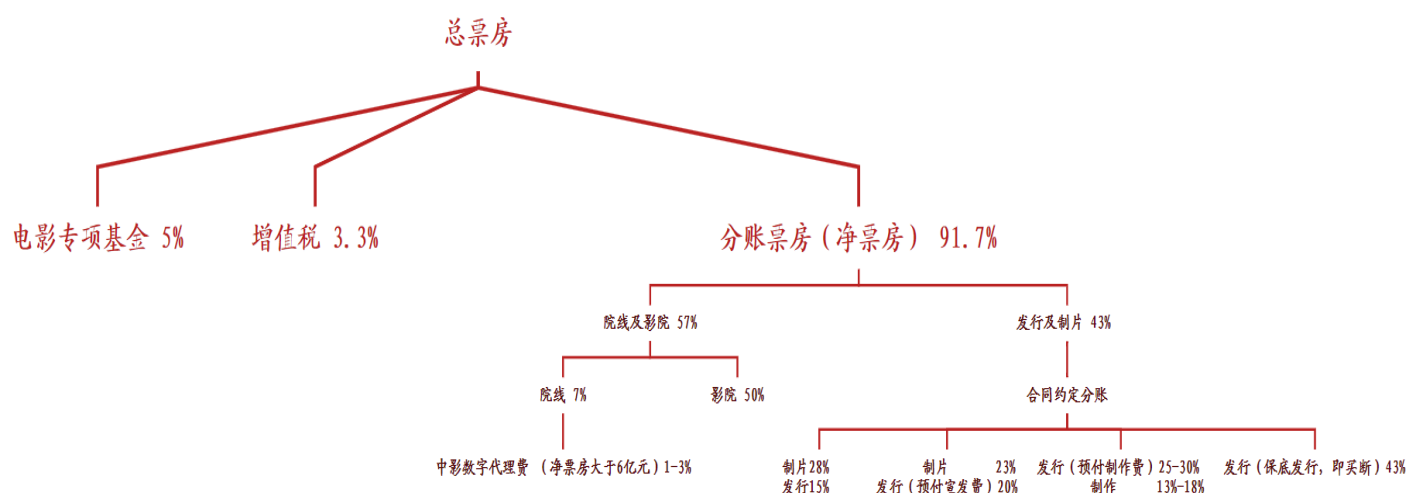 总票房
电影专项基金 5%
增值税 3.3%
分账票房(净票房) 91.7%
院线及影院 57%
发行及制片 43%
院线 7%
影院 50%
合同约定分账
中影数字代理费 (净票房大于6亿元)1-3%
制片28%
发行15%
制片 23%
发行(预付宣发费)20%
发行(预付制作费)25-30%
制作 13%-18%
发行(保底发行,即买断)43%